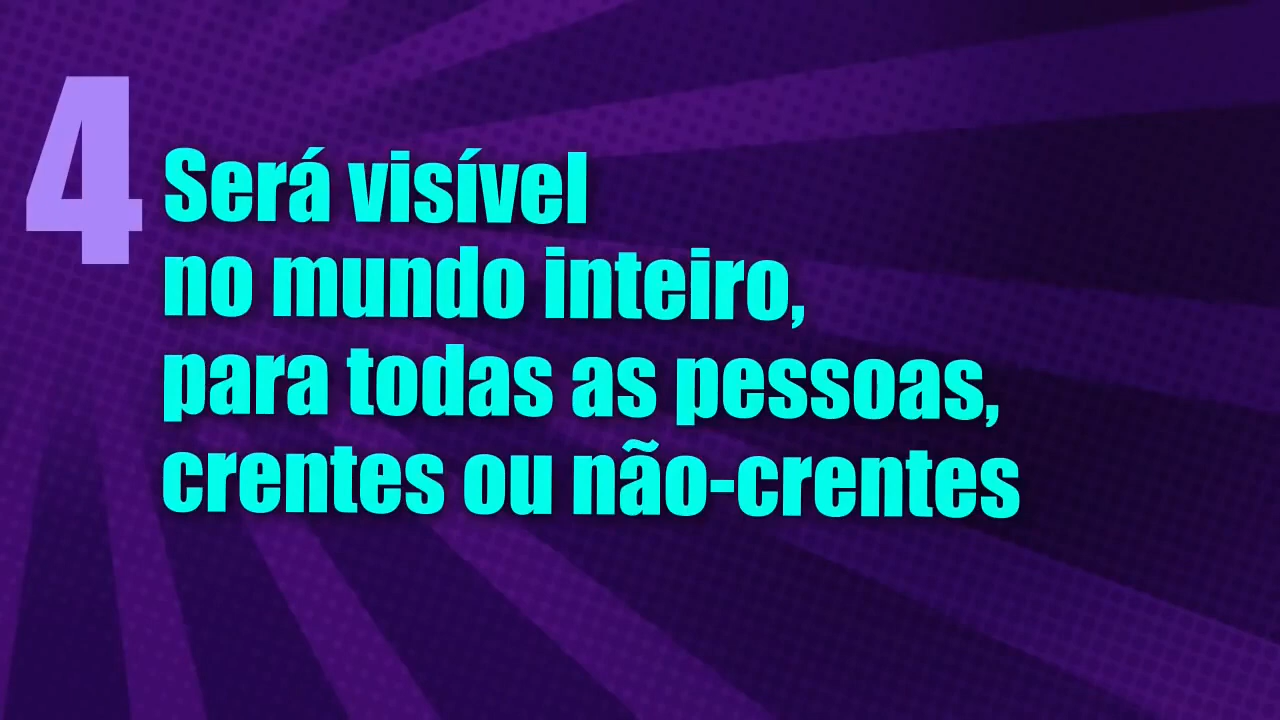 4
Será visível
no mundo inteiro,
para todas as pessoas,
crentes ou não-crentes